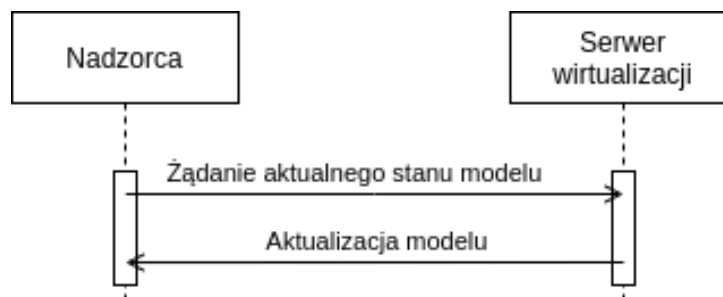 Nadzorca
Serwer
wirtualizacji
Żądanie aktualnego stanu modelu
Aktualizacja modelu